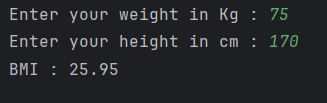 Enter your weight in Kg : 75
Enter your height in cm : 170
BMI : 25.95